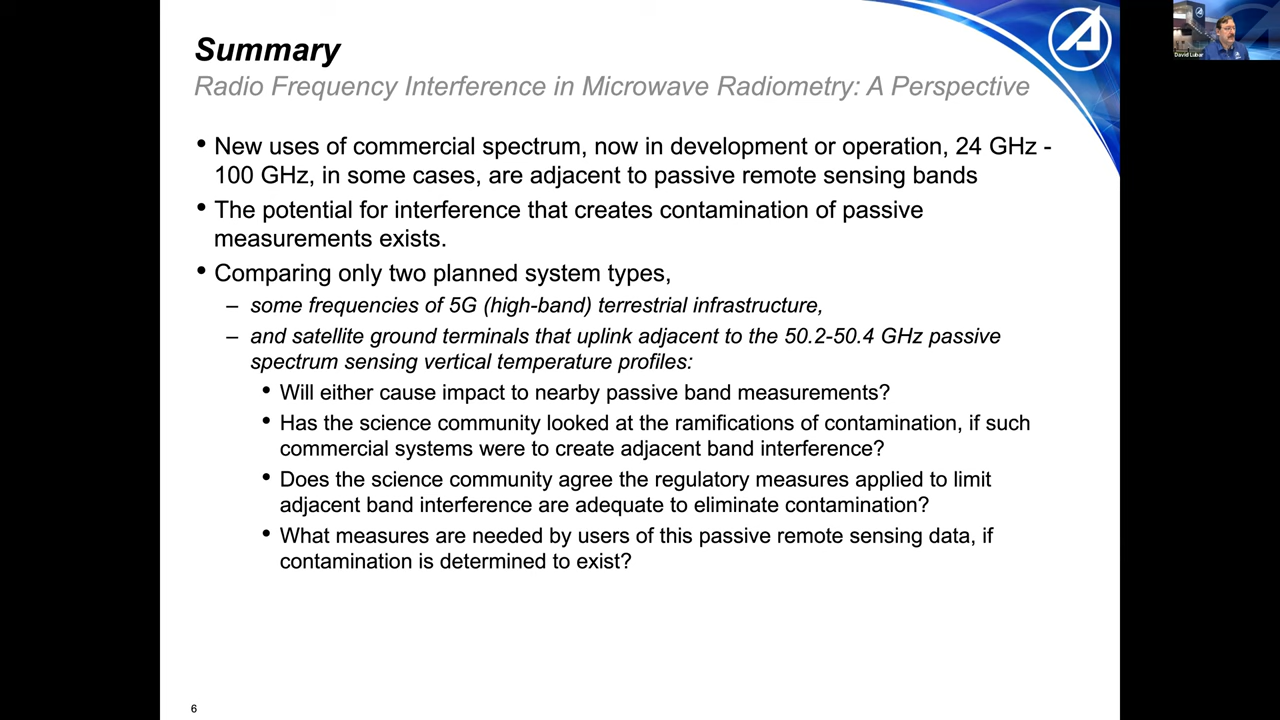 Summary
Radio Frequency Interference in Microwave Radiometry: A Perspective
• New uses of commercial spectrum, now in development or operation, 24 GHz -
100 GHz, in some cases, are adjacent to passive remote sensing bands
• The potential for interference that creates contamination of passive
measurements exists.
• Comparing only two planned system types,
– some frequencies of 5G (high-band) terrestrial infrastructure,
– and satellite ground terminals that uplink adjacent to the 50.2-50.4 GHz passive
spectrum sensing vertical temperature profiles:
• Will either cause impact to nearby passive band measurements?
• Has the science community looked at the ramifications of contamination, if such
commercial systems were to create adjacent band interference?
• Does the science community agree the regulatory measures applied to limit
adjacent band interference are adequate to eliminate contamination?
• What measures are needed by users of this passive remote sensing data, if
contamination is determined to exist?
6
David Lubar